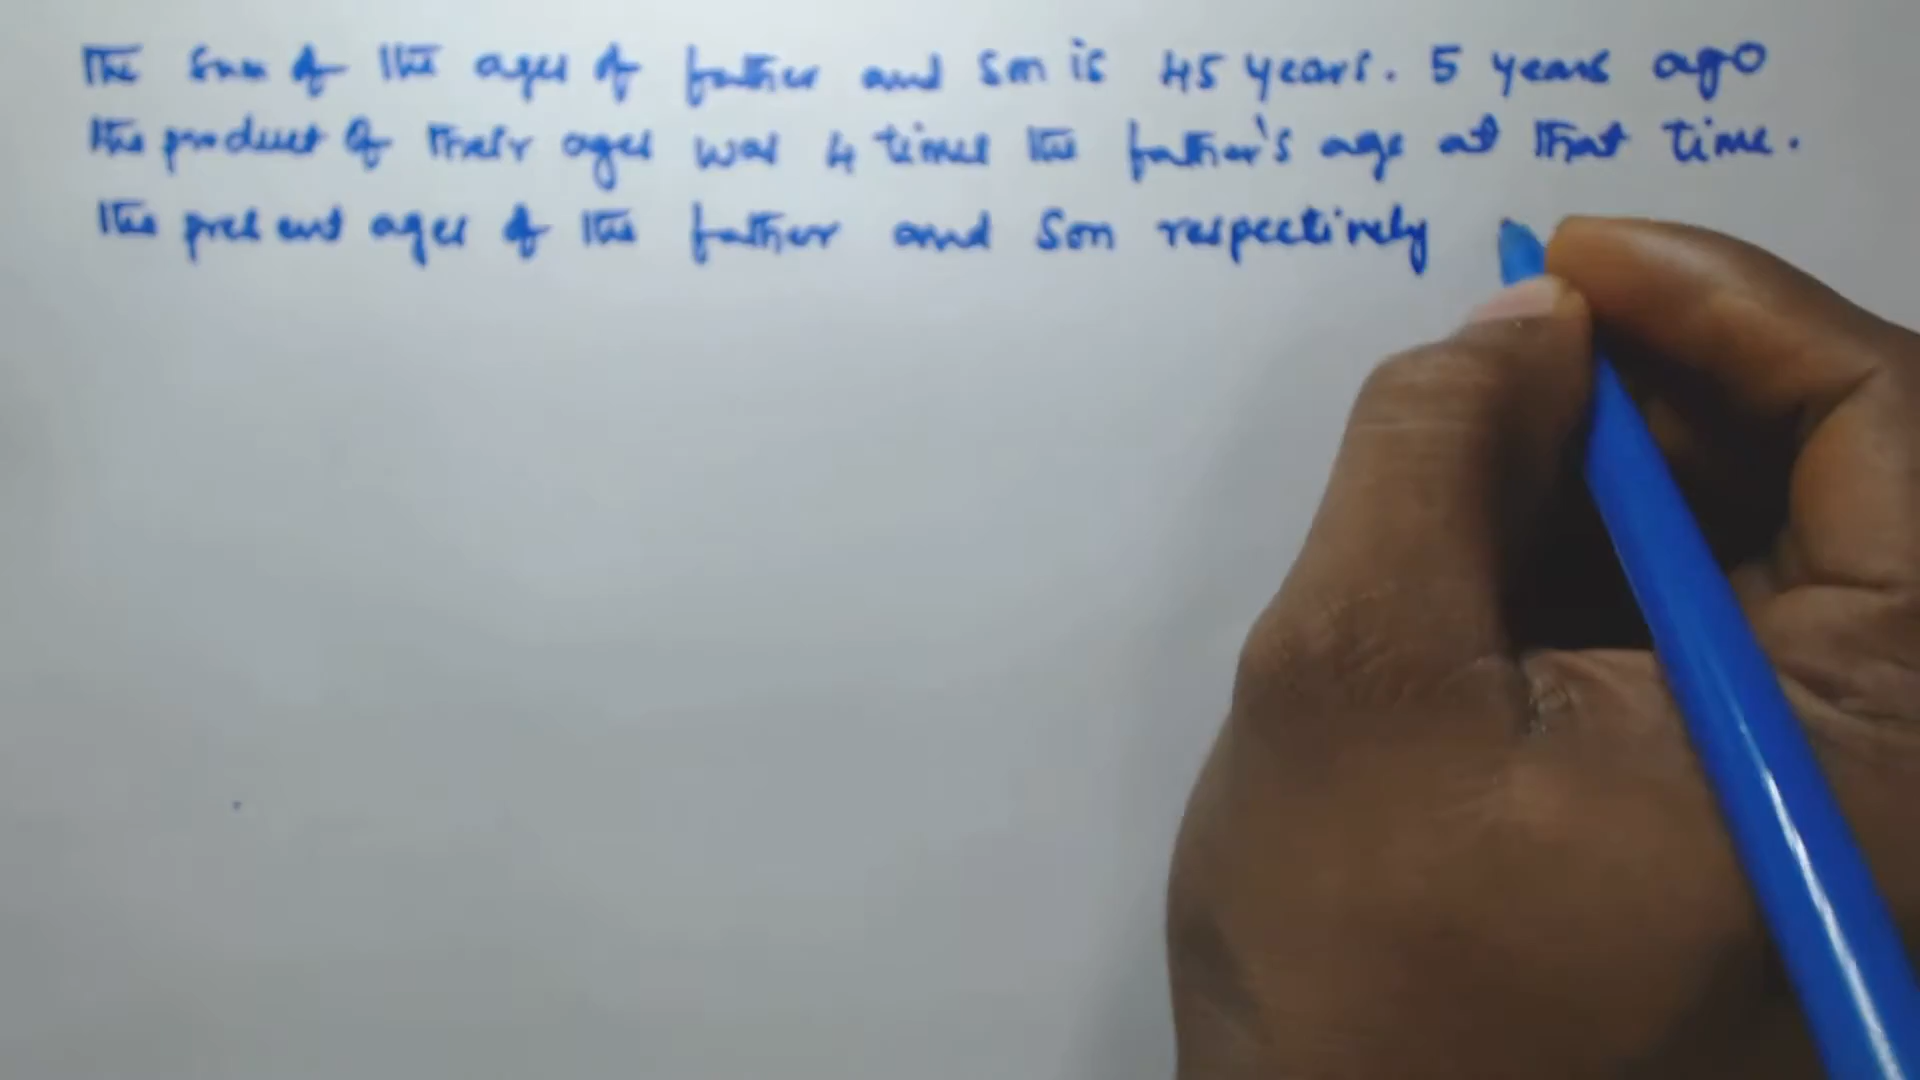 The sum of the ages of father and son is 45 years. 5 years ago
the product of their ages was 4 times the father's age at that time.
the present ages of the father and son respectively